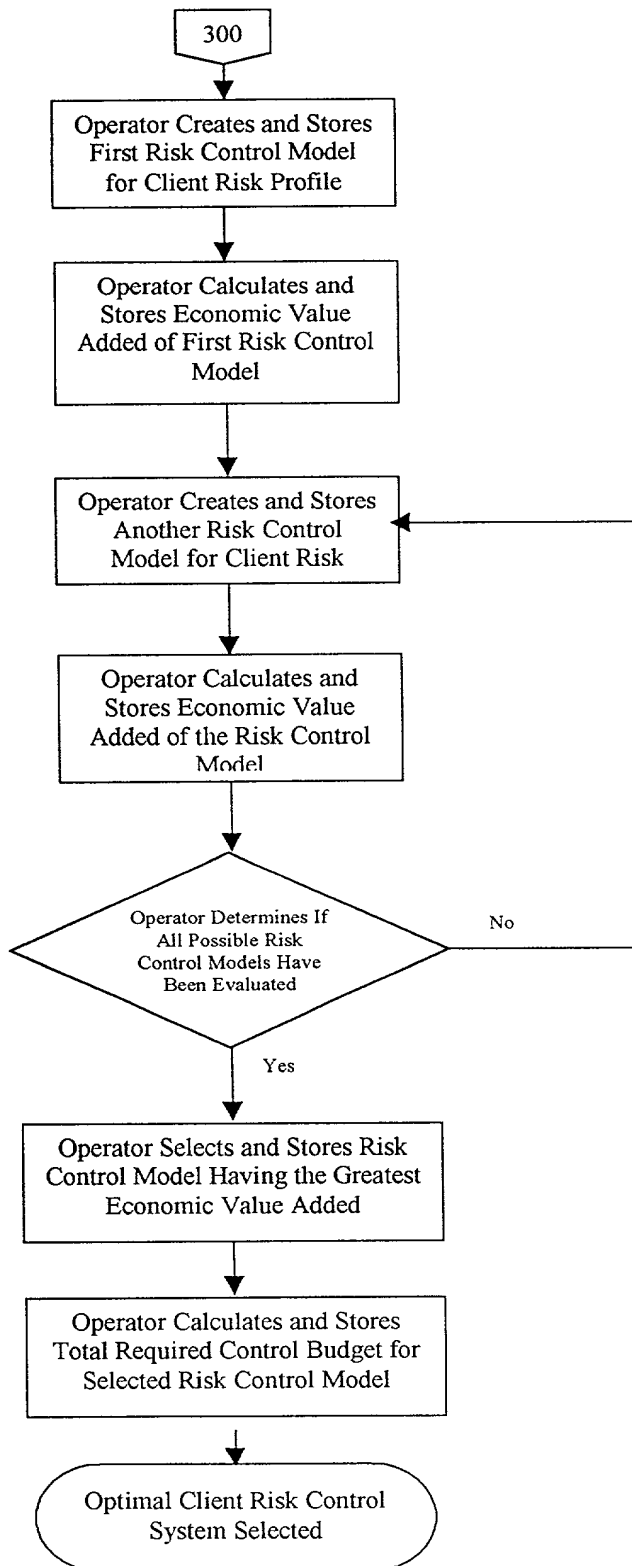 300
Operator Creates and Stores
First Risk Control Model
for Client Risk Profile
Operator Calculates and
Stores Economic Value
Added of First Risk Control
Model
Operator Creates and Stores
Another Risk Control
Model for Client Risk
Operator Calculates and
Stores Economic Value
Added of the Risk Control
Model
Operator Determines If
All Possible Risk
Control Models Have
Been Evaluated
No
Yes
Operator Selects and Stores Risk
Control Model Having the Greatest
Economic Value Added
Operator Calculates and Stores
Total Required Control Budget for
Selected Risk Control Model
Optimal Client Risk Control
System Selected